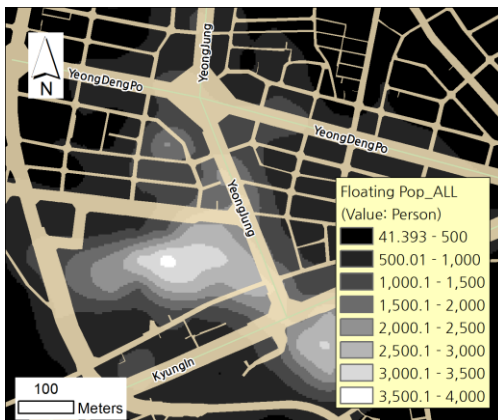 YeongJung
YeongDengPo
N
YeongDengPo
YeongJung
KyungIn
100
Meters
Floating Pop_ALL
(Value: Person)
41.393 - 500
500.01 - 1,000
1,000.1 - 1,500
1,500.1 - 2,000
2,000.1 - 2,500
2,500.1 - 3,000
3,000.1 - 3,500
3,500.1 - 4,000